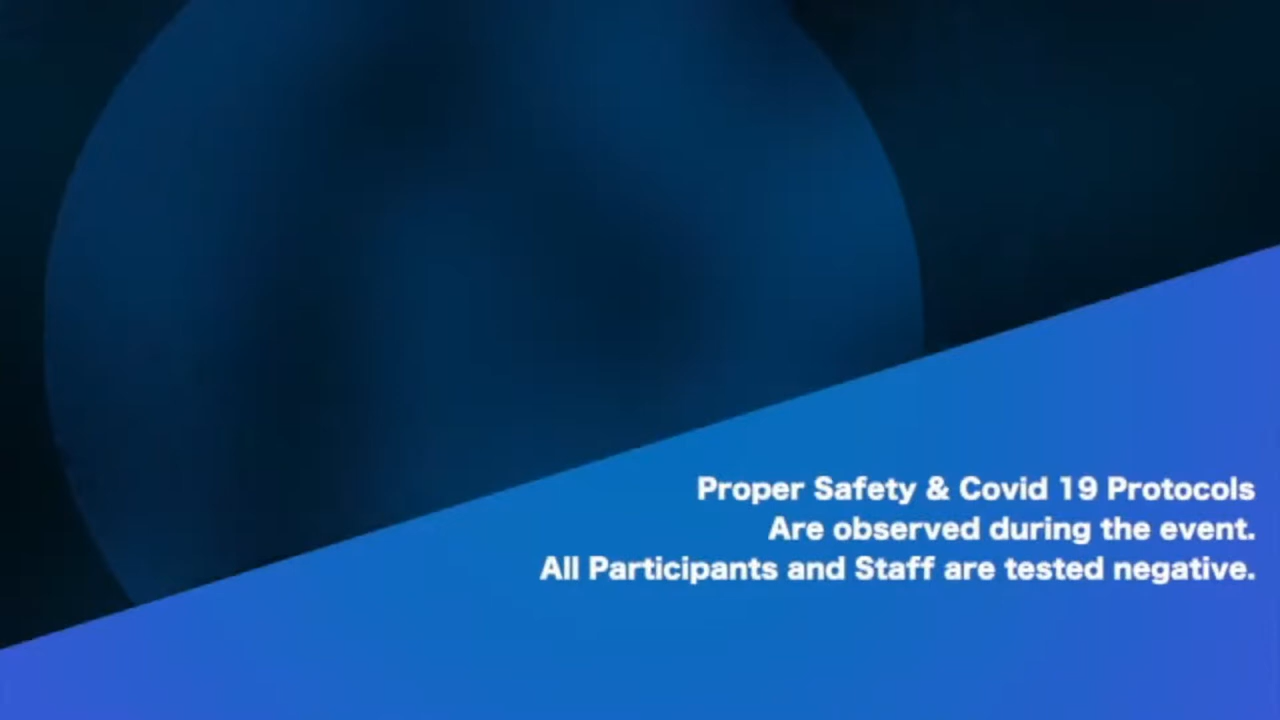 Proper Safety & Covid 19 Protocols
Are observed during the event.
All Participants and Staff are tested negative.